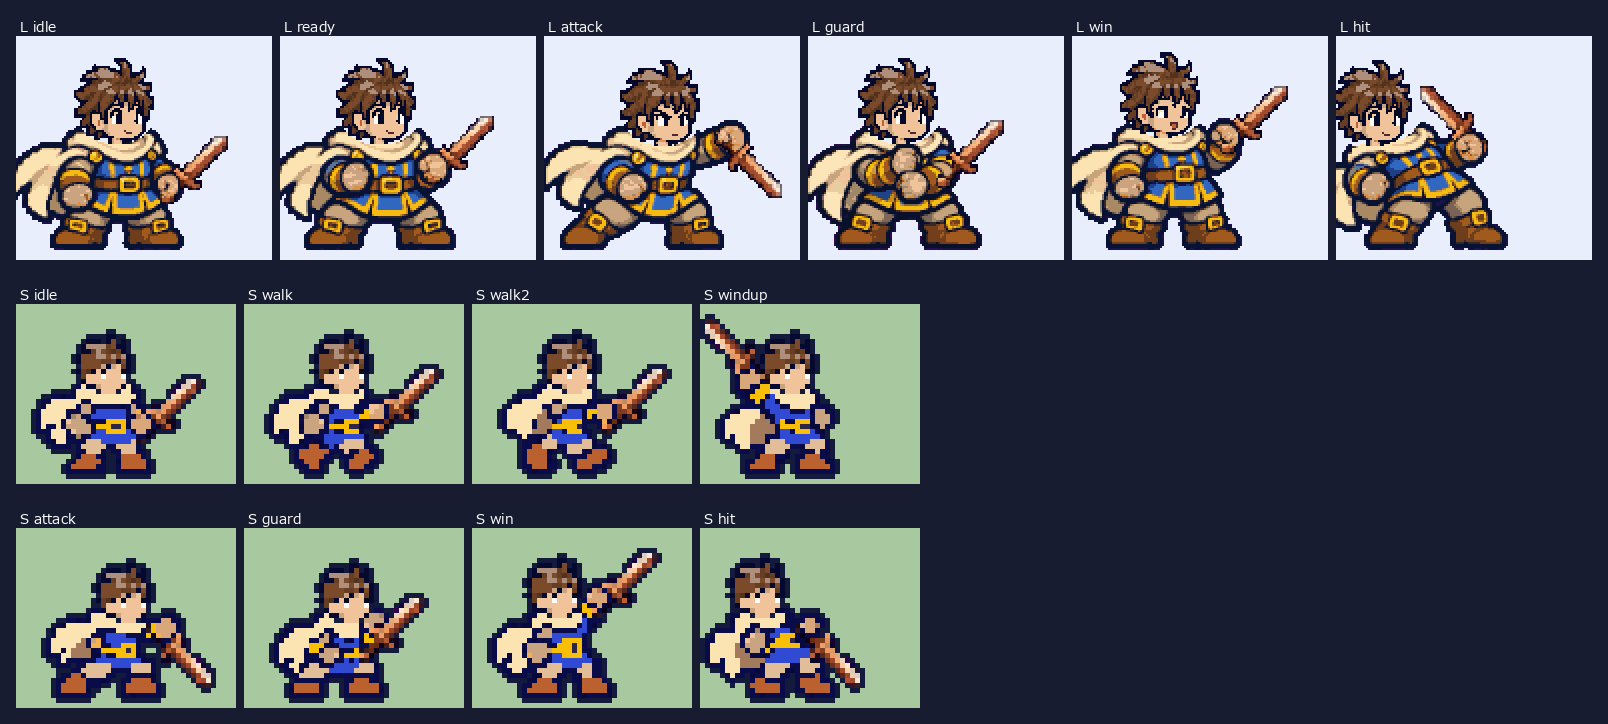 L idle
L ready
L attack
L guard
L win
L hit
S idle
S walk
S walk2
S windup
S attack
S guard
S win
S hit